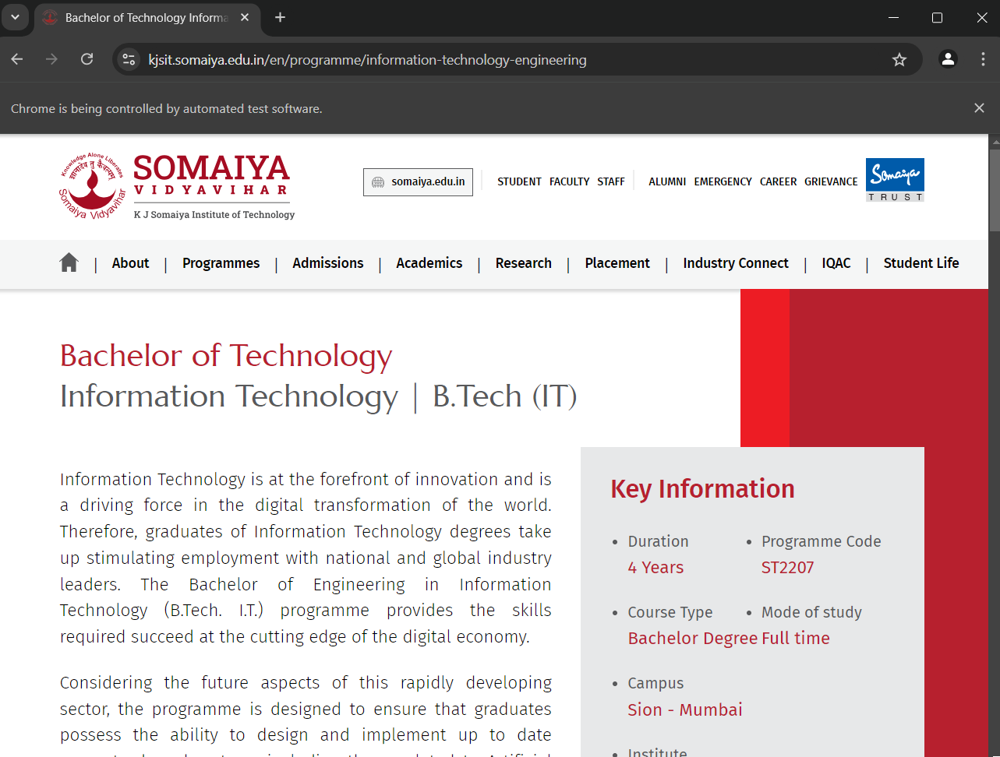 Bachelor of Technology Informa
kjsit.somaiya.edu.in/en/programme/information-technology-engineering
Chrome is being controlled by automated test software.
Knowledge Alone Liberates
ज्ञानादेव तु कैवल्यम्
Somaiya Vidyavihar
SOMAIYA
VIDYAVIHAR
K J Somaiya Institute of Technology
somaiya.edu.in
STUDENT FACULTY STAFF
ALUMNI EMERGENCY CAREER GRIEVANCE
Somaiya
TRUST
About | Programmes | Admissions | Academics | Research | Placement | Industry Connect | IQAC | Student Life
Bachelor of Technology
Information Technology | B.Tech (IT)
Information Technology is at the forefront of innovation and is
a driving force in the digital transformation of the world.
Therefore, graduates of Information Technology degrees take
up stimulating employment with national and global industry
leaders. The Bachelor of Engineering in Information
Technology (B.Tech. I.T.) programme provides the skills
required succeed at the cutting edge of the digital economy.
Considering the future aspects of this rapidly developing
sector, the programme is designed to ensure that graduates
possess the ability to design and implement up to date
Key Information
• Duration
4 Years
• Programme Code
ST2207
• Course Type
Bachelor Degree
• Mode of study
Full time
• Campus
Sion - Mumbai
• Institute